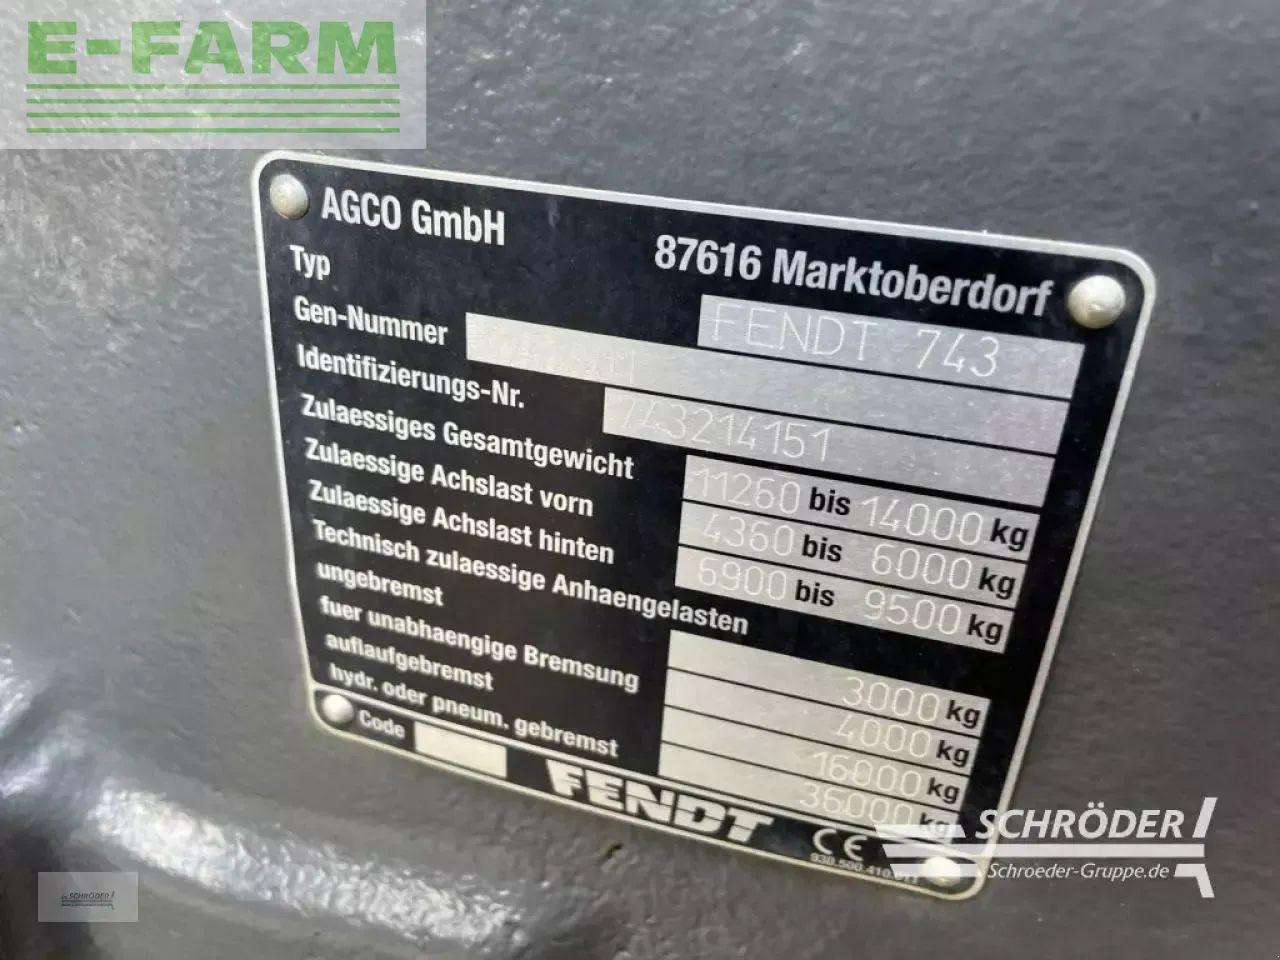 E-FARM
AGCO GmbH
87616 Marktoberdorf
Typ FENDT 743
Gen-Nummer
Identifizierungs-Nr. 743214151
Zulaessiges Gesamtgewicht 11260 bis 14000 kg
Zulaessige Achslast vorn 4360 bis 6000 kg
Zulaessige Achslast hinten 6900 bis 9500 kg
Technisch zulaessige Anhaengelasten
ungebremst 3000 kg
fuer unabhaengige Bremsung 4000 kg
auflaufgebremst 16000 kg
hydr. oder pneum. gebremst 36000 kg
Code
FENDT
CE
SCHRÖDER
Schroeder-Gruppe.de
SCHRÖDER